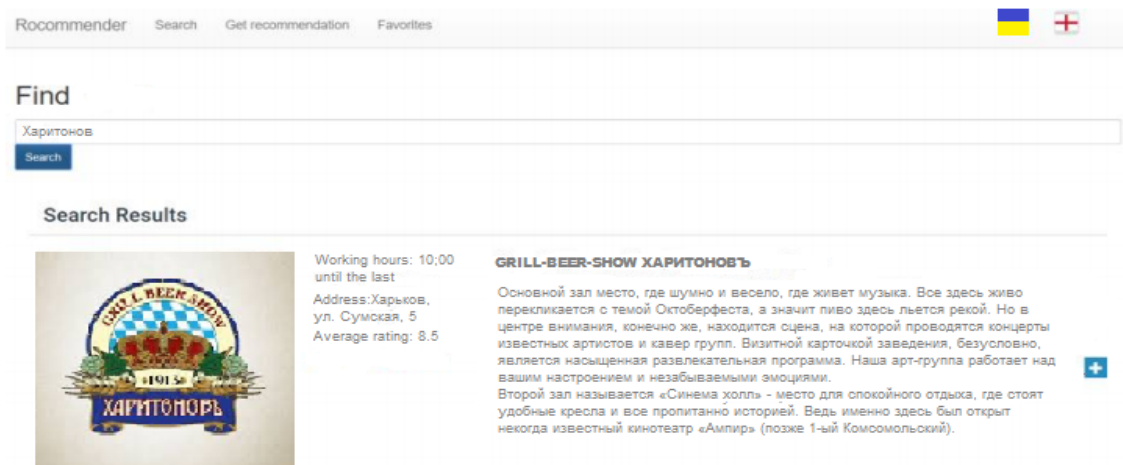 Rocommender Search Get recommendation Favorites
Find
Харитонов
Search
Search Results
GRILL BEER SHOW
1913
ХАРИТОНОВЪ
Working hours: 10;00
until the last
Address:Харьков,
ул. Сумская, 5
Average rating: 8.5
GRILL-BEER-SHOW ХАРИТОНОВЪ
Основной зал место, где шумно и весело, где живет музыка. Все здесь живо
перекликается с темой Октоберфеста, а значит пиво здесь льется рекой. Но в
центре внимания, конечно же, находится сцена, на которой проводятся концерты
известных артистов и кавер групп. Визитной карточкой заведения, безусловно,
является насыщенная развлекательная программа. Наша арт-группа работает над
вашим настроением и незабываемыми эмоциями.
Второй зал называется «Синема холл» - место для спокойного отдыха, где стоят
удобные кресла и все пропитанно историей. Ведь именно здесь был открыт
некогда известный кинотеатр «Ампир» (позже 1-ый Комсомольский).